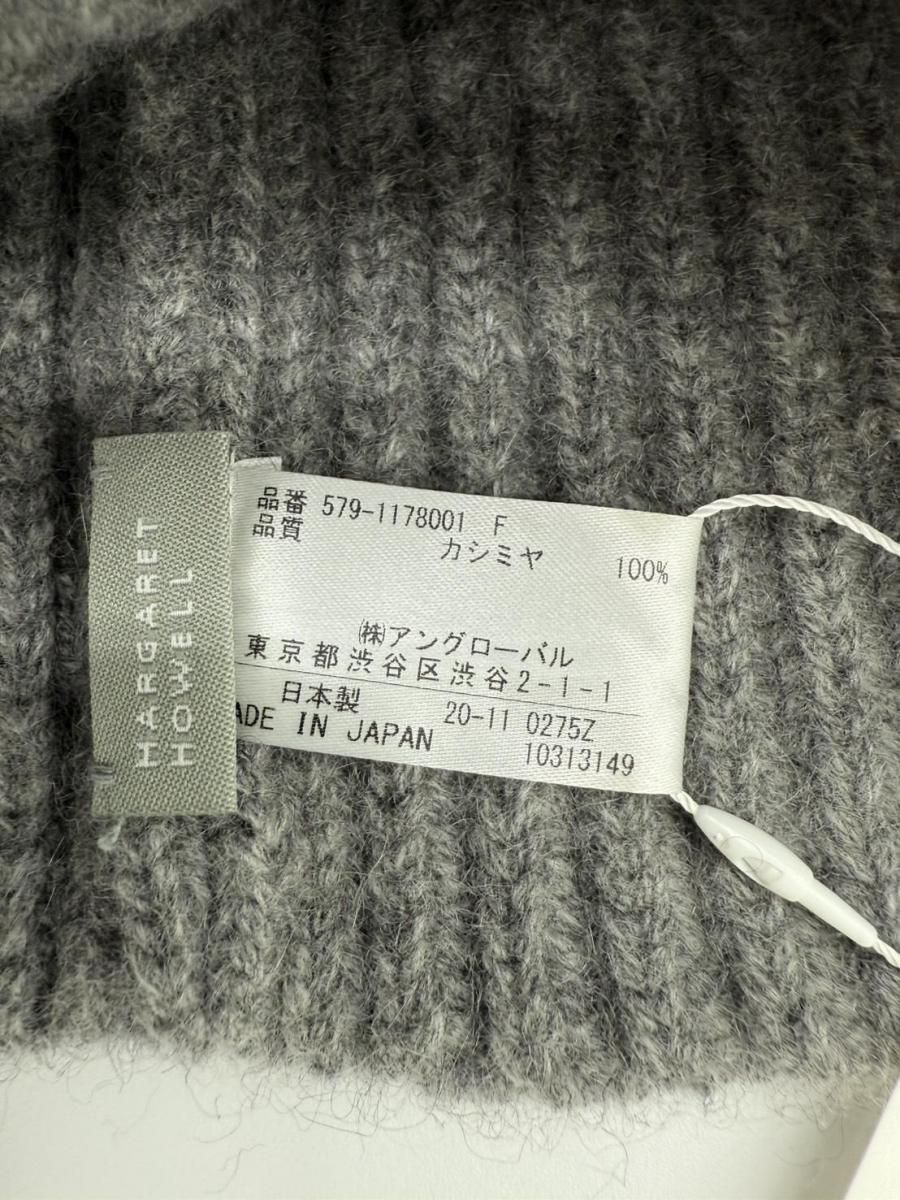 MARGARET
HOWELL
品番 579-1178001 F
品質
カシミヤ 100%
㈱アングローバル
東京都渋谷区渋谷2-1-1
日本製 20-11 0275Z
ADE IN JAPAN 10313149